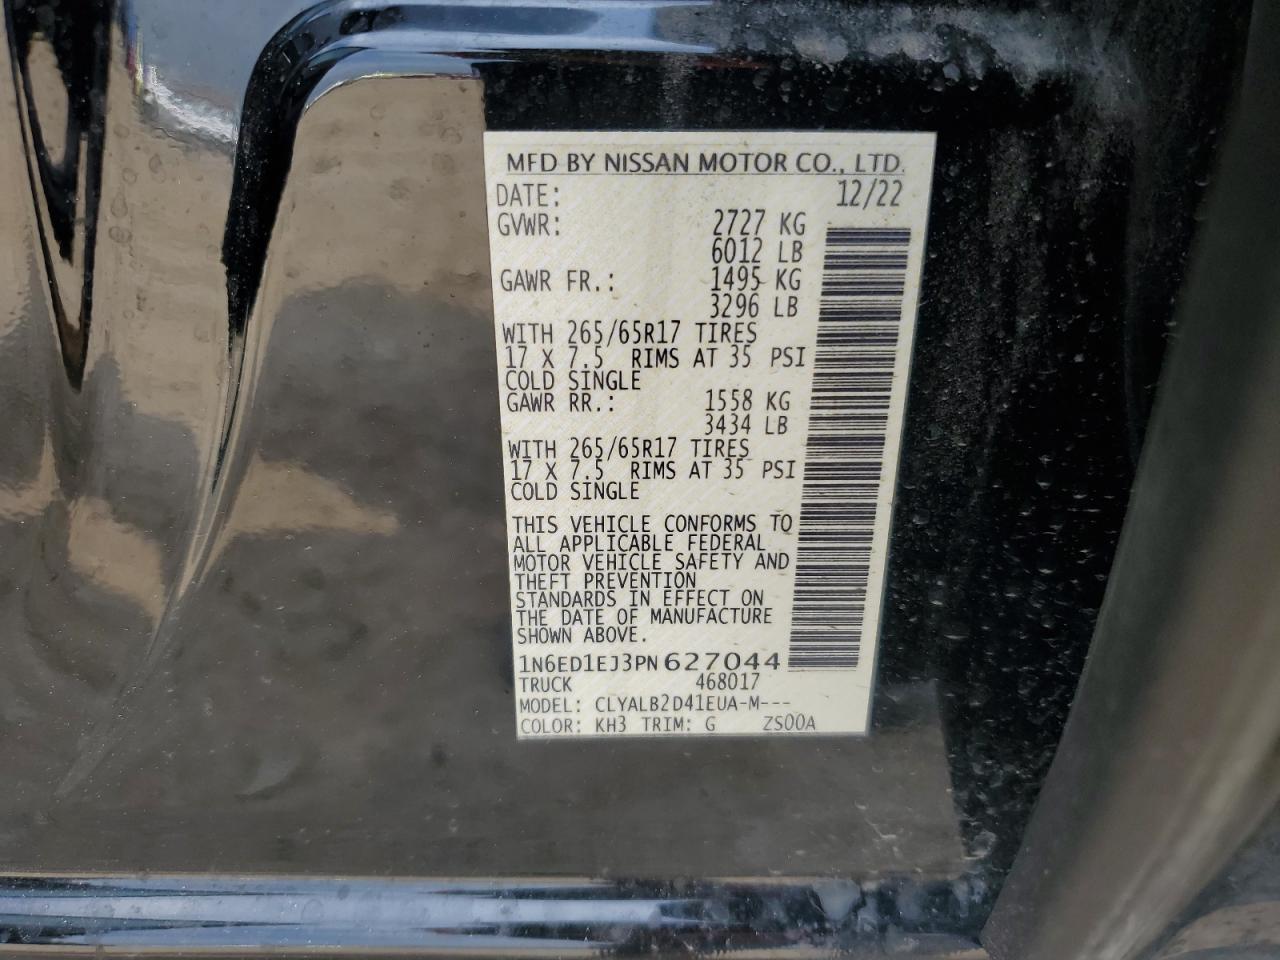 MFD BY NISSAN MOTOR CO., LTD.
DATE: 12/22
GVWR: 2727 KG
6012 LB
GAWR FR.: 1495 KG
3296 LB
WITH 265/65R17 TIRES
17 X 7.5 RIMS AT 35 PSI
COLD SINGLE
GAWR RR.: 1558 KG
3434 LB
WITH 265/65R17 TIRES
17 X 7.5 RIMS AT 35 PSI
COLD SINGLE
THIS VEHICLE CONFORMS TO
ALL APPLICABLE FEDERAL
MOTOR VEHICLE SAFETY AND
THEFT PREVENTION
STANDARDS IN EFFECT ON
THE DATE OF MANUFACTURE
SHOWN ABOVE.
1N6ED1EJ3PN627044
TRUCK 468017
MODEL: CLYALB2D41EUA-M---
COLOR: KH3 TRIM: G ZS00A